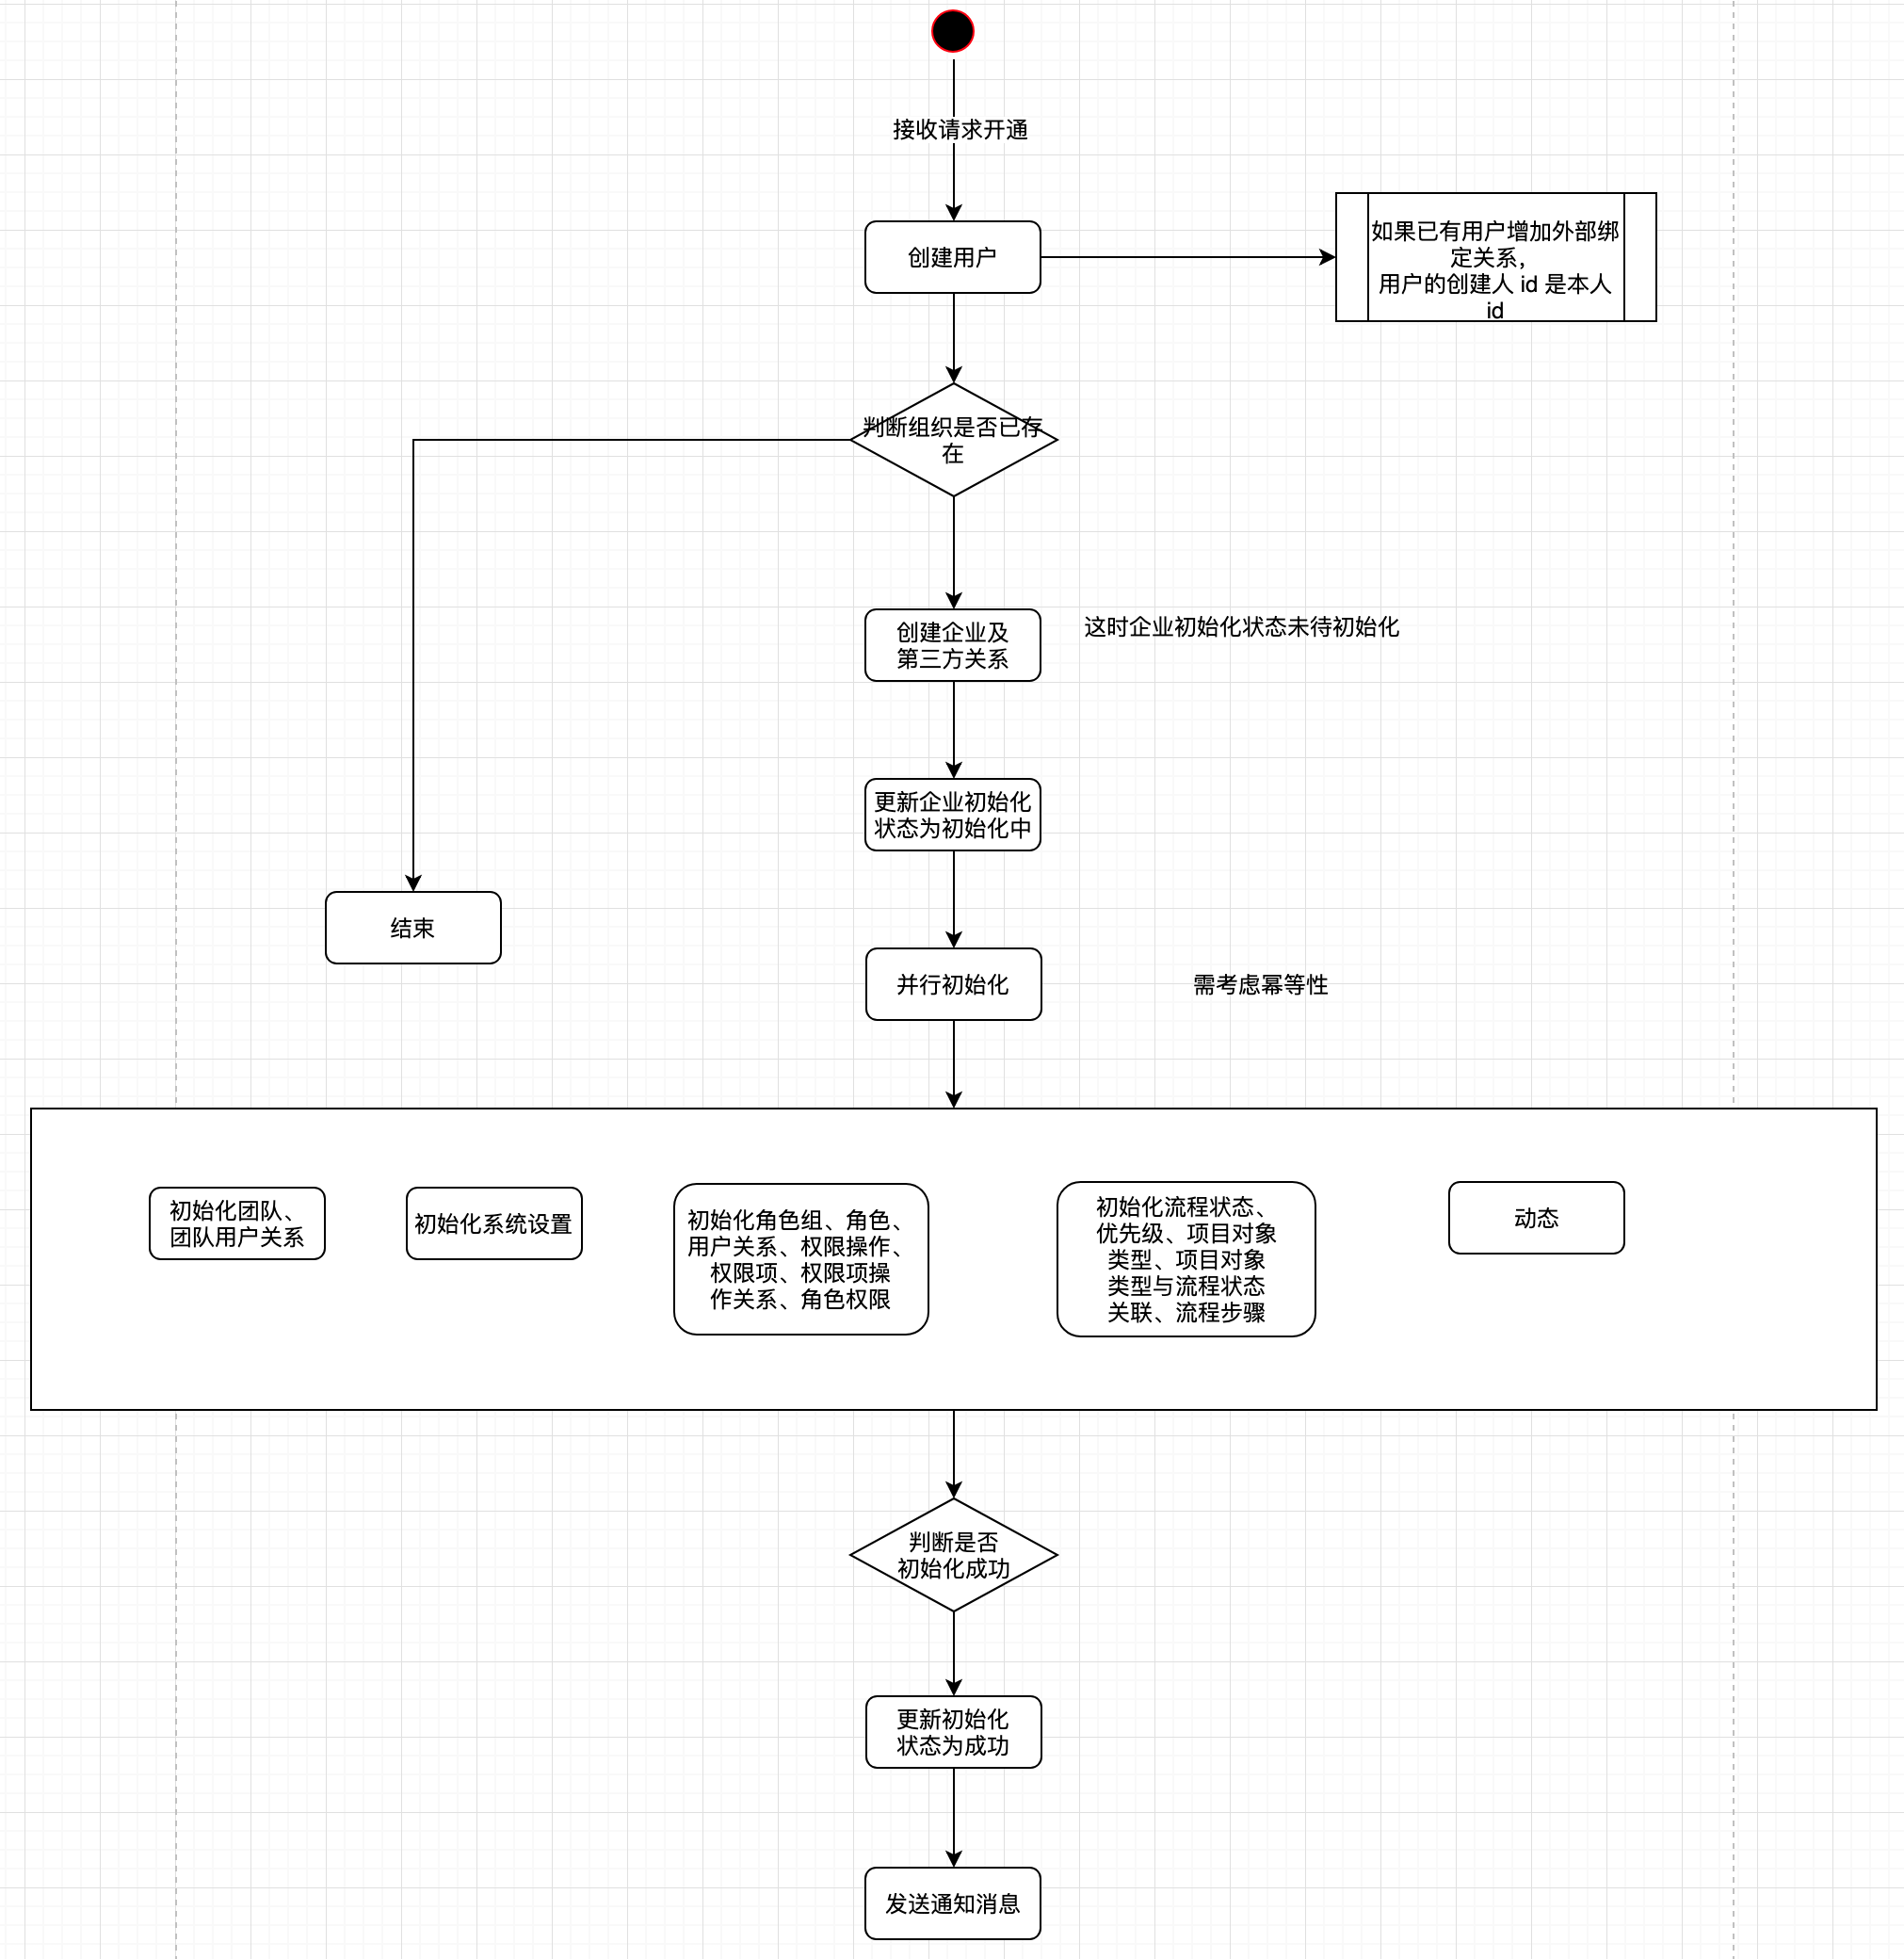 接收请求开通
创建用户
如果已有用户增加外部绑
定关系，
用户的创建人 id 是本人
id
判断组织是否已存
在
创建企业及
第三方关系
这时企业初始化状态未待初始化
更新企业初始化
状态为初始化中
结束
并行初始化
需考虑幂等性
初始化团队、
团队用户关系
初始化系统设置
初始化角色组、角色、
用户关系、权限操作、
权限项、权限项操
作关系、角色权限
初始化流程状态、
优先级、项目对象
类型、项目对象
类型与流程状态
关联、流程步骤
动态
判断是否
初始化成功
更新初始化
状态为成功
发送通知消息